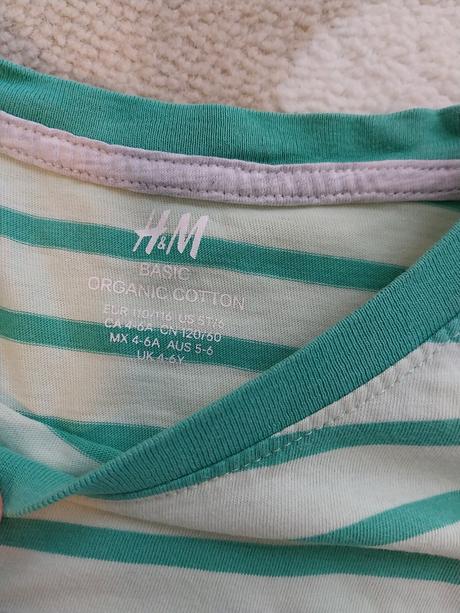 H&M
BASIC
ORGANIC COTTON
EUR 110/116 US 5T/6
CA 4-6A CN 120/60
MX 4-6A AUS 5-6
UK 4-6Y